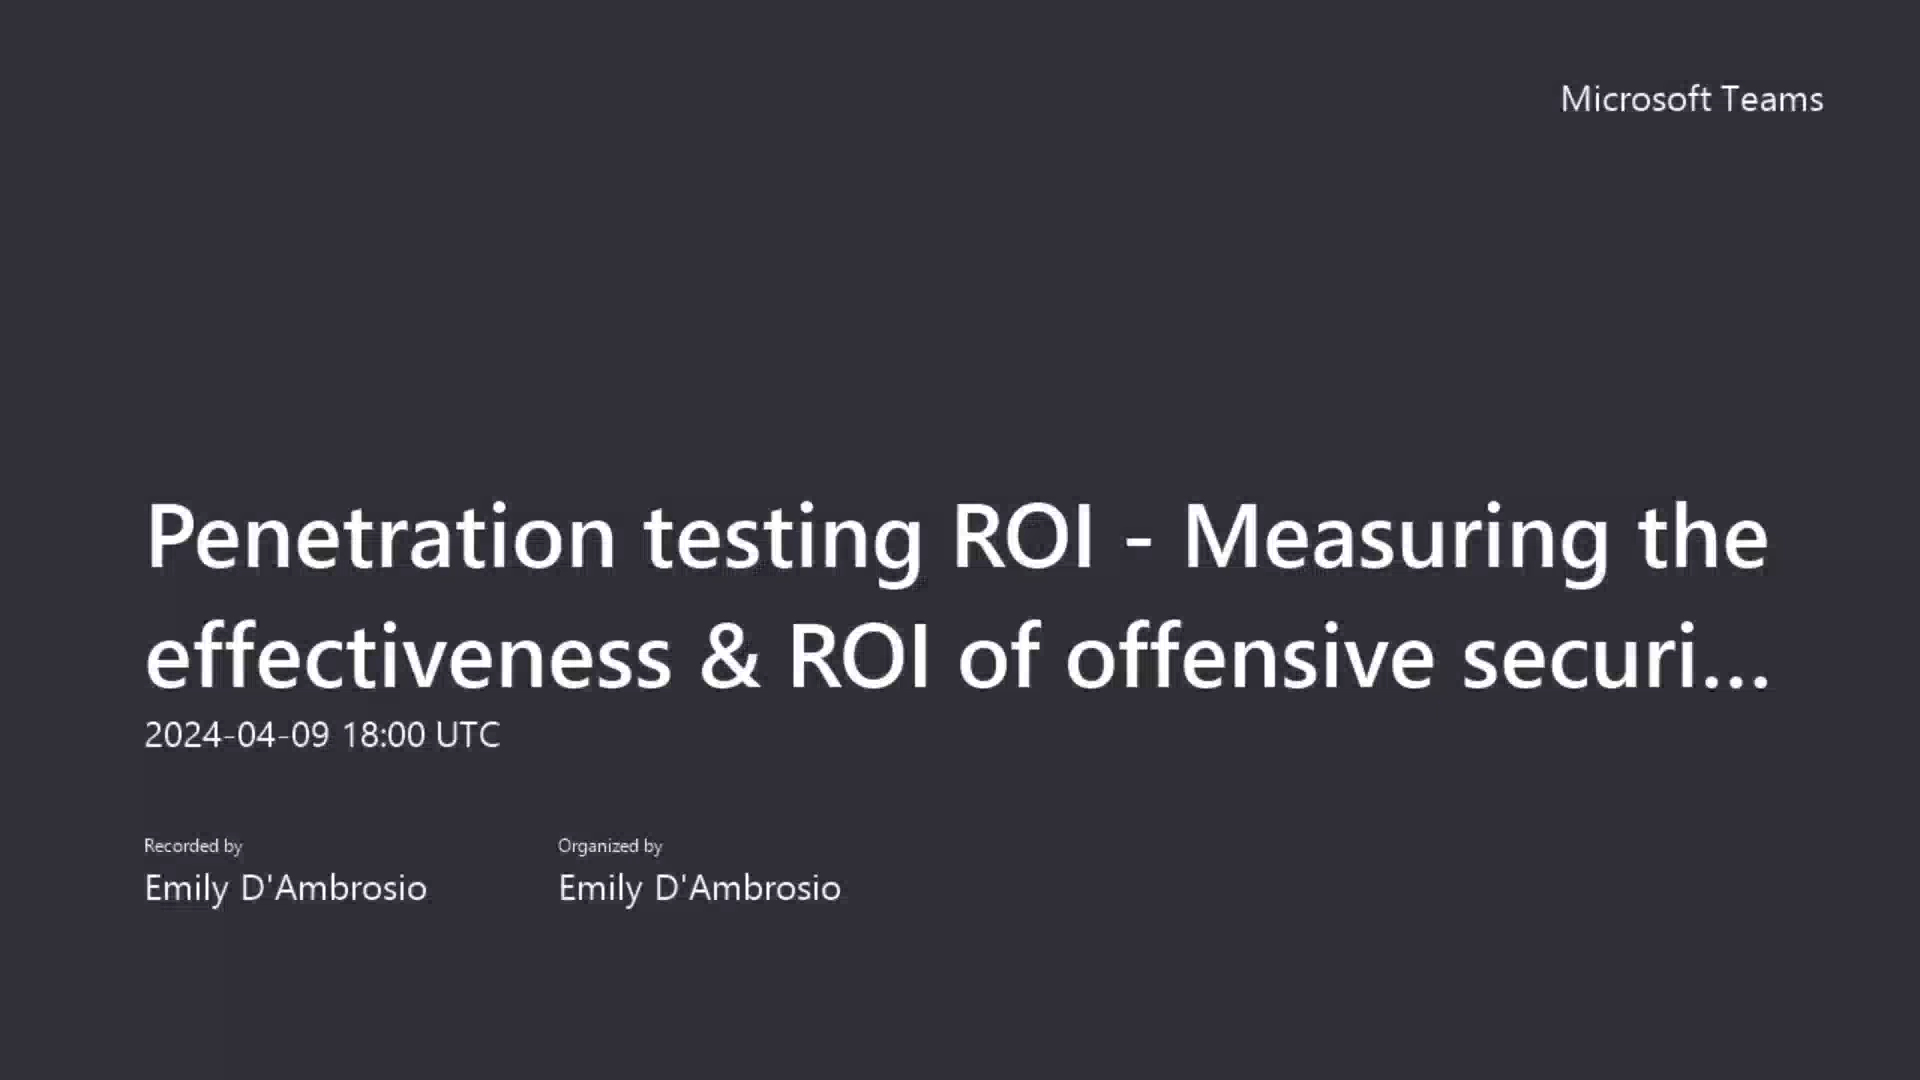 Microsoft Teams
Penetration testing ROI - Measuring the
effectiveness & ROI of offensive securi...
2024-04-09 18:00 UTC
Recorded by
Organized by
Emily D'Ambrosio
Emily D'Ambrosio